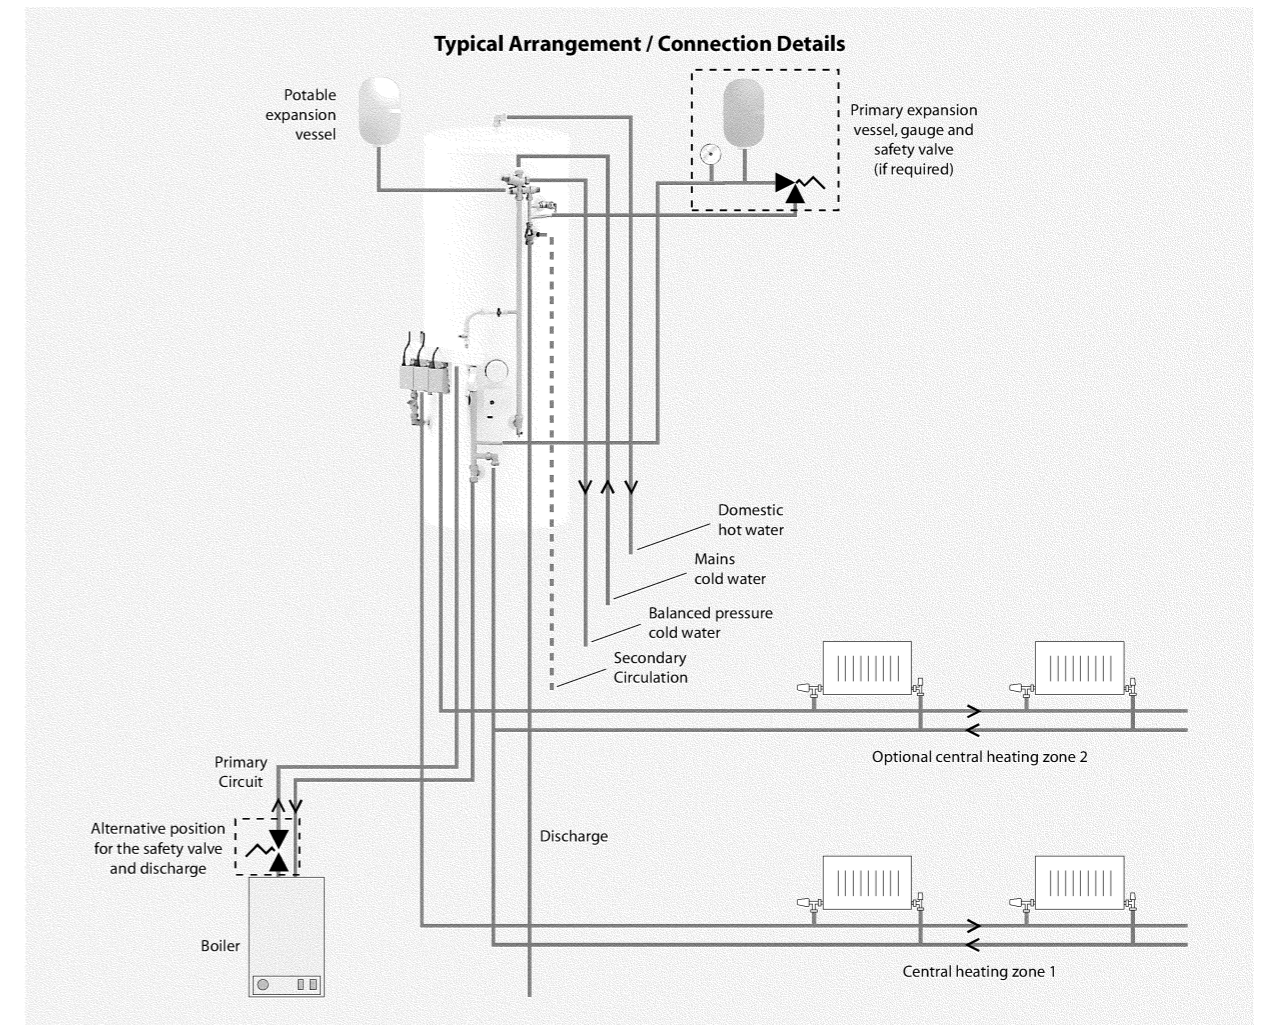 Typical Arrangement / Connection Details
Potable
expansion
vessel
Primary expansion
vessel, gauge and
safety valve
(if required)
Domestic
hot water
Mains
cold water
Balanced pressure
cold water
Secondary
Circulation
Optional central heating zone 2
Primary
Circuit
Alternative position
for the safety valve
and discharge
Discharge
Boiler
Central heating zone 1